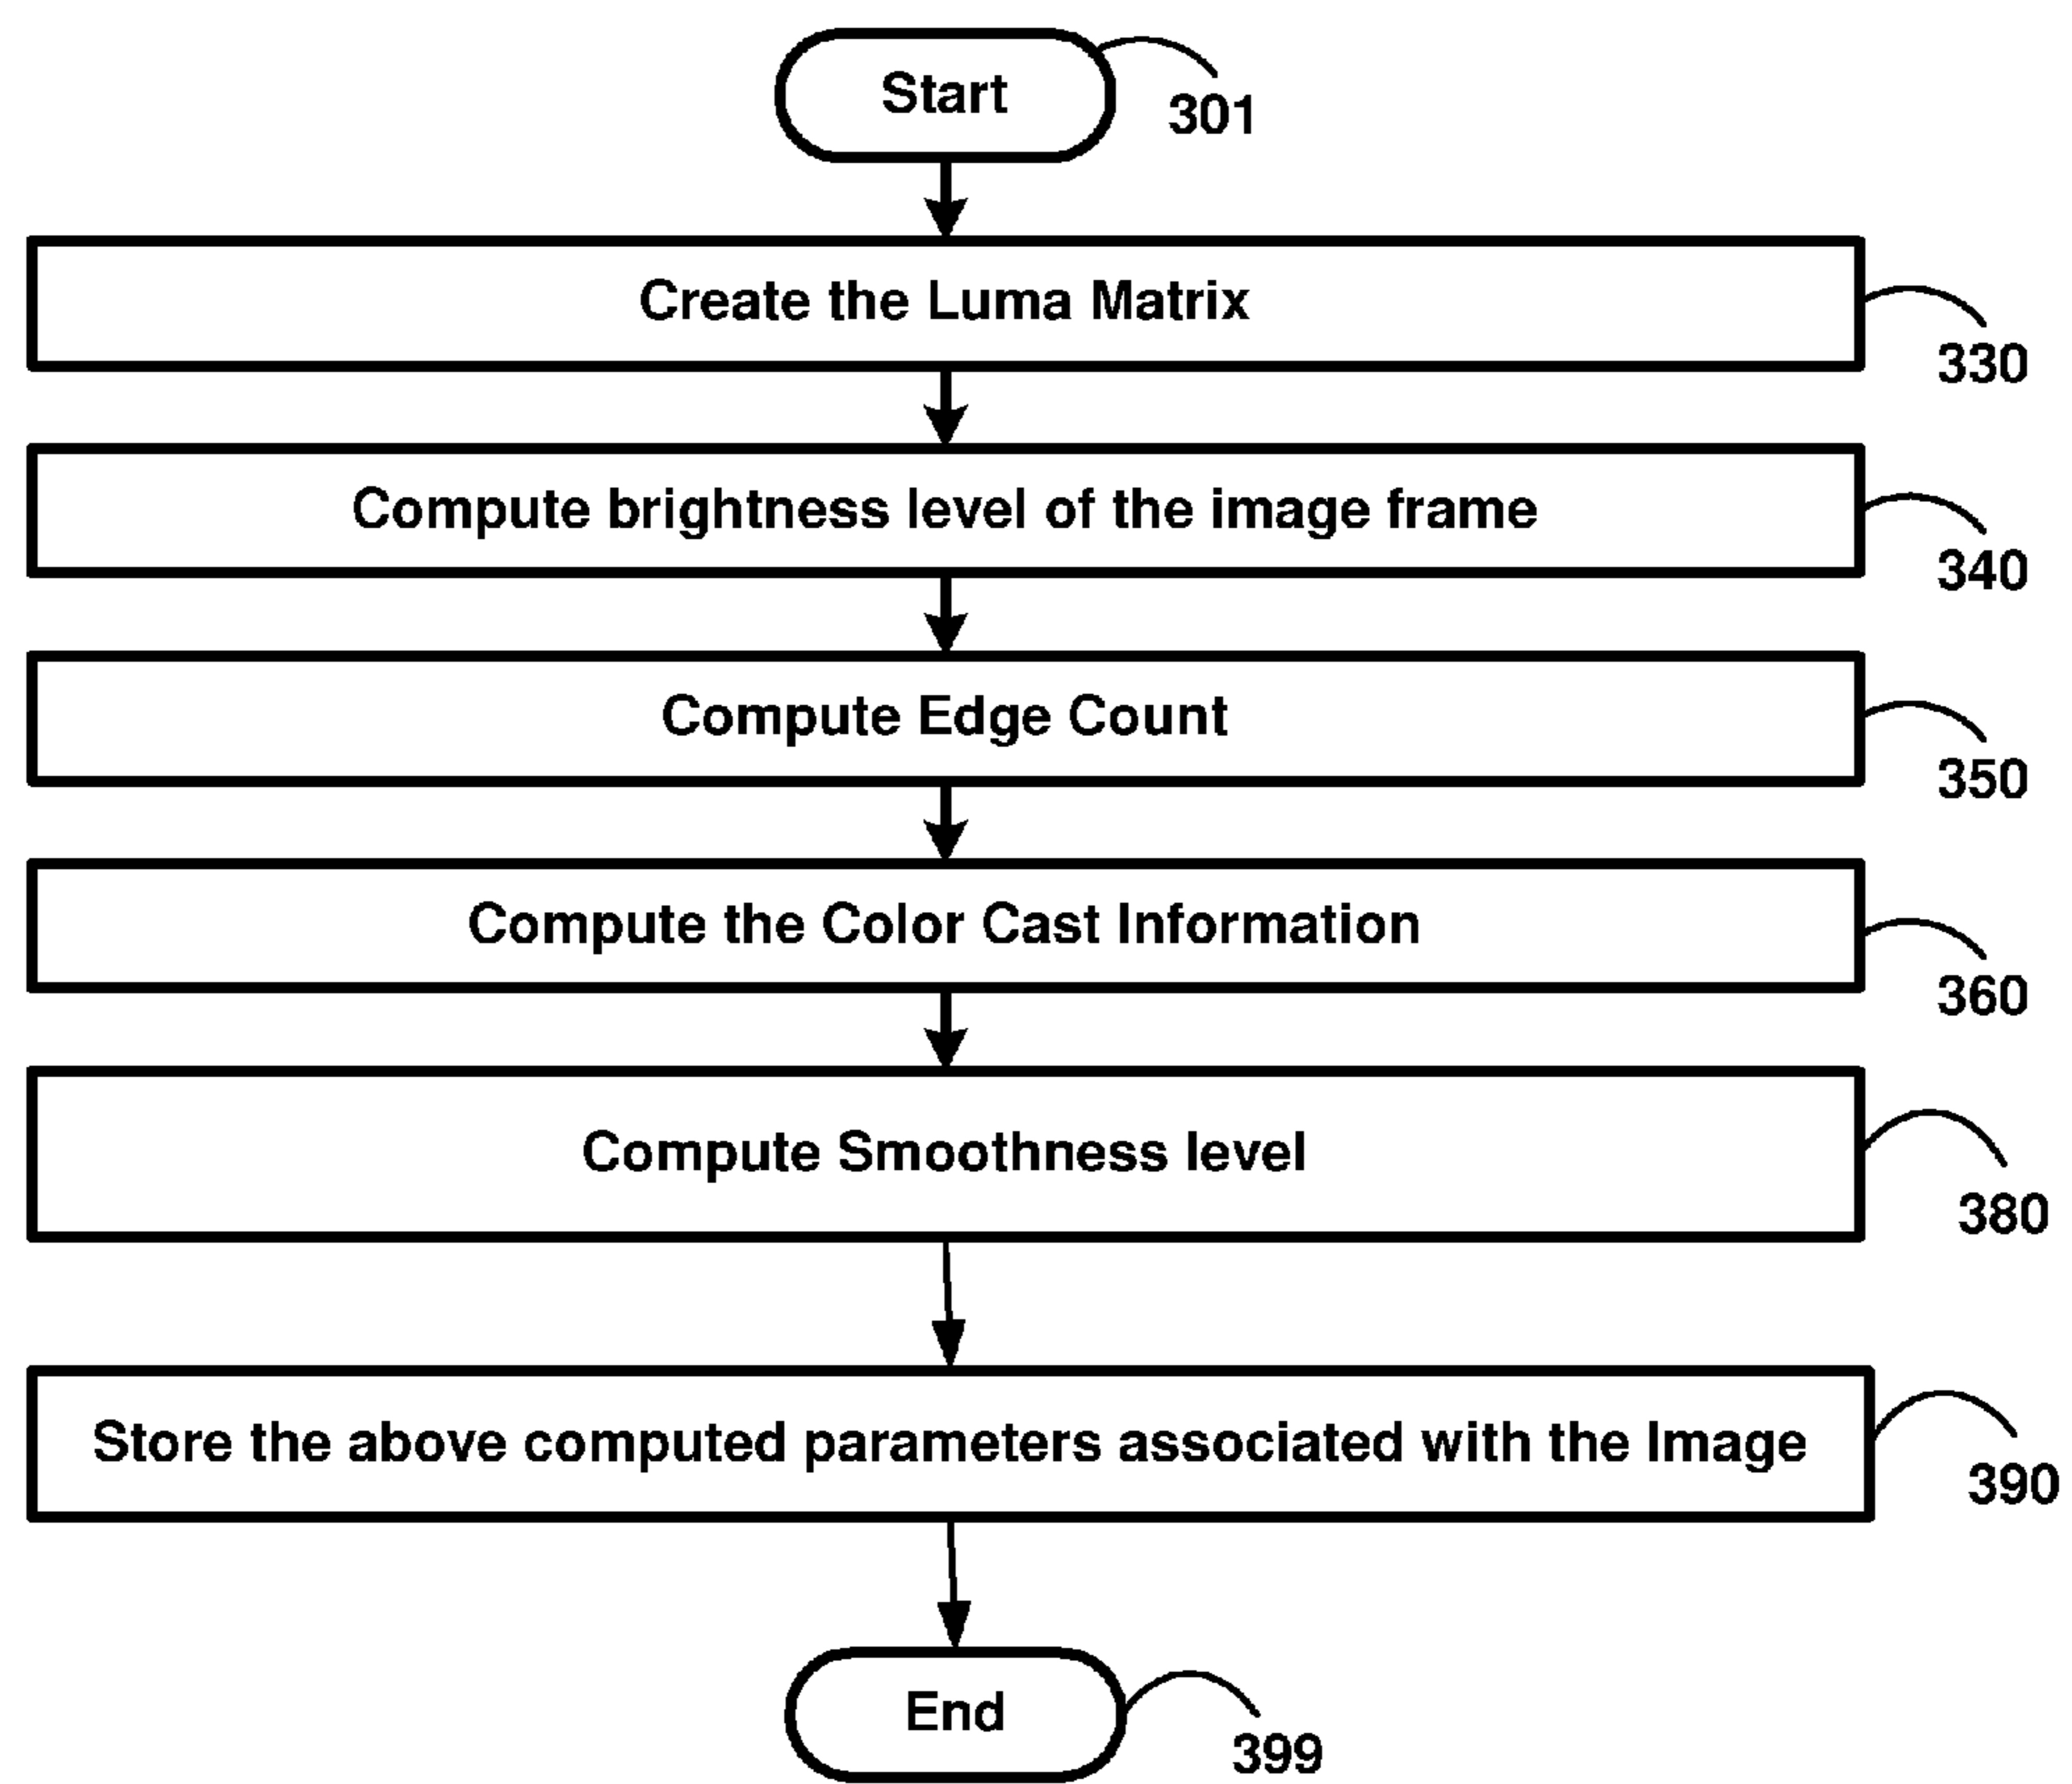 Start
301
Create the Luma Matrix
330
Compute brightness level of the image frame
340
Compute Edge Count
350
Compute the Color Cast Information
360
Compute Smoothness level
380
Store the above computed parameters associated with the Image
390
End
399